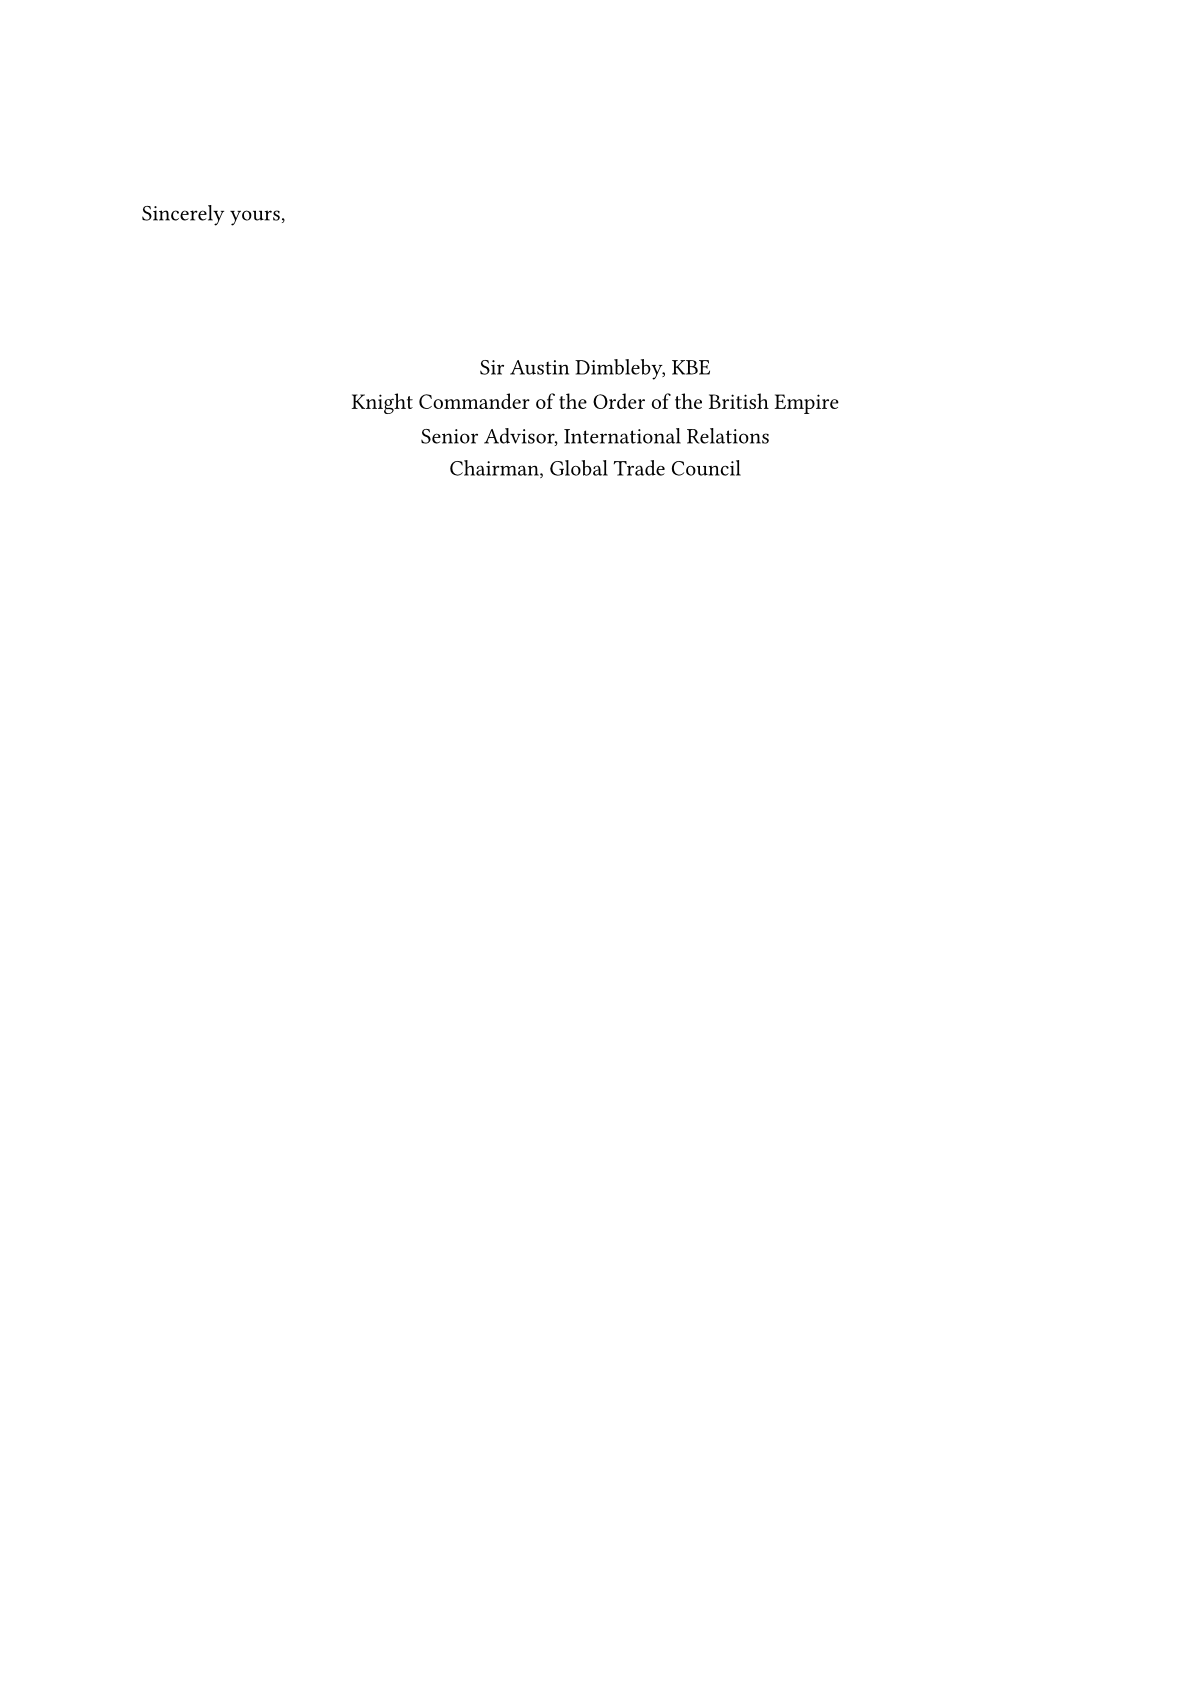 Sincerely yours,
Sir Austin Dimbleby, KBE
Knight Commander of the Order of the British Empire
Senior Advisor, International Relations
Chairman, Global Trade Council